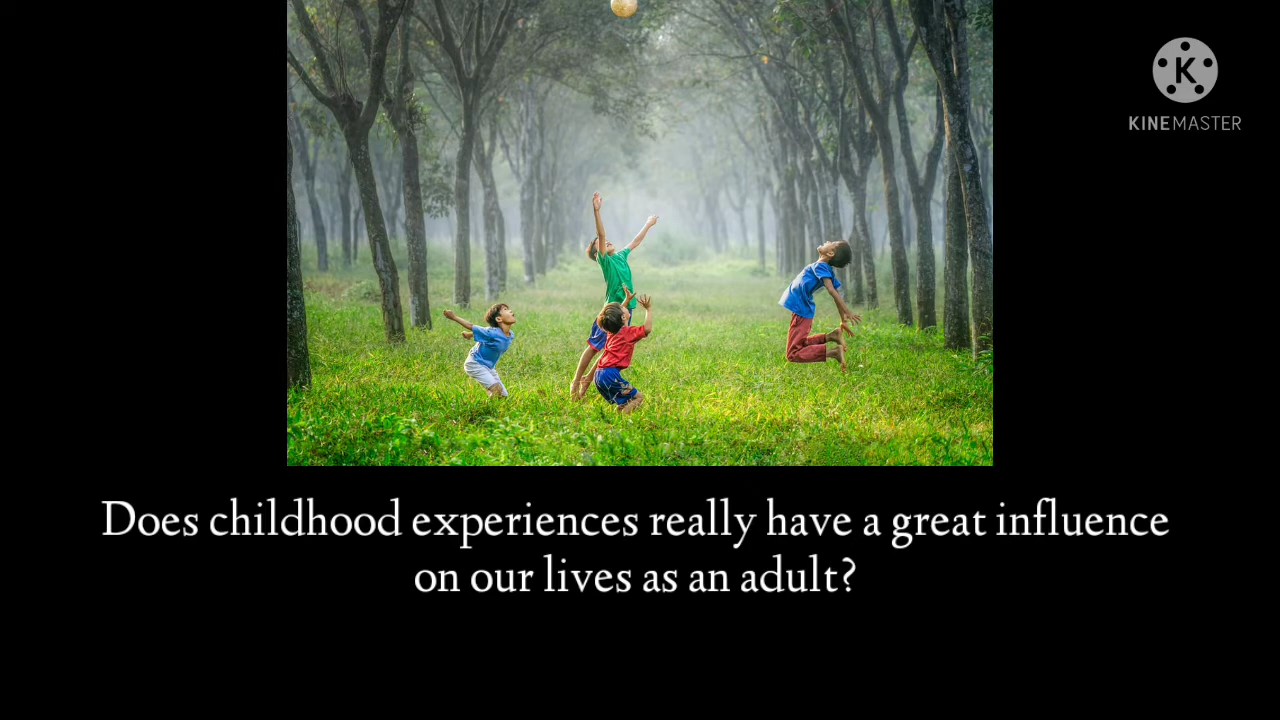 K
KINEMASTER
Does childhood experiences really have a great influence
on our lives as an adult?